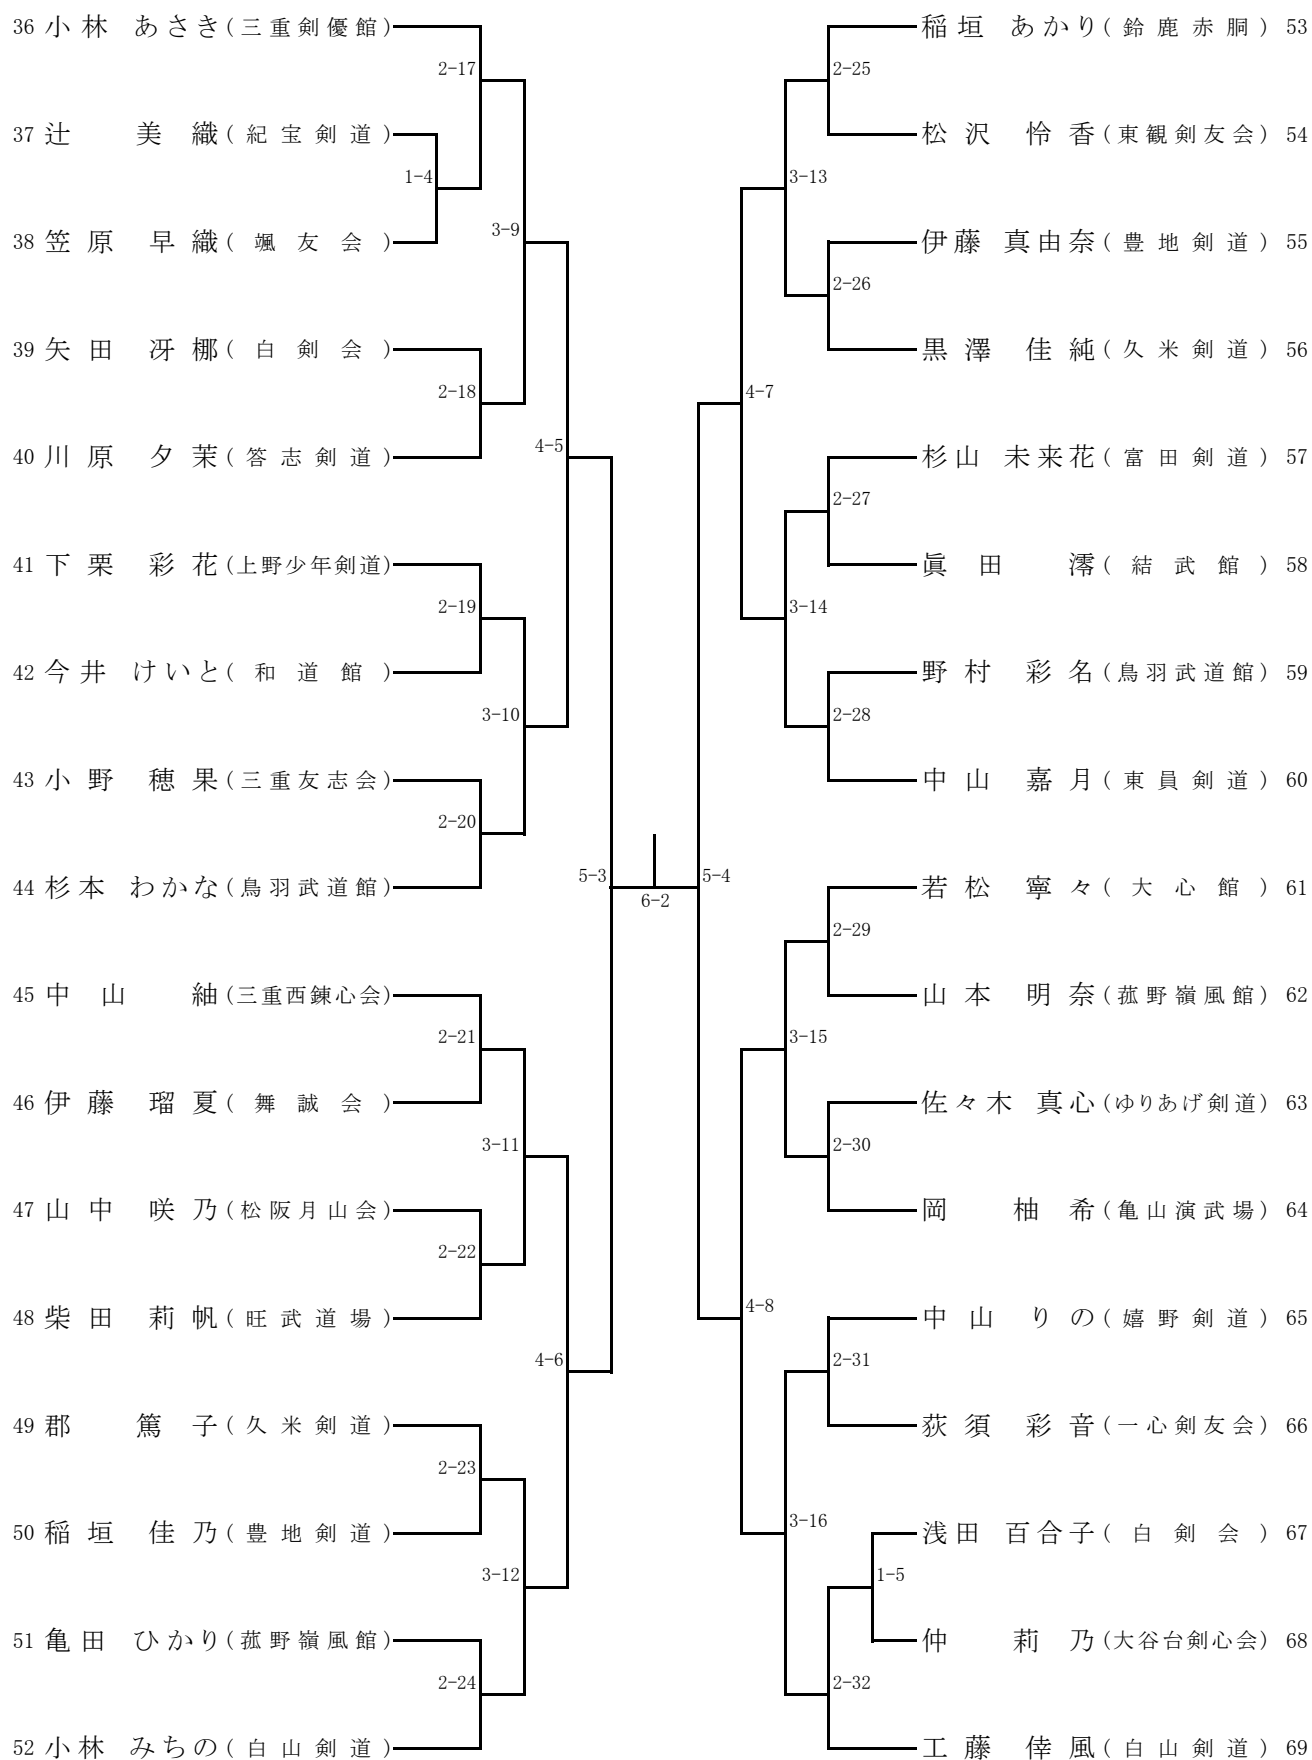 36 小林 あさき (三重剣優館)
2-17
37 辻 美織 (紀宝剣道)
1-4
38 笠原 早織 (颯友会)
3-9
39 矢田 冴梛 (白剣会)
2-18
40 川原 夕茉 (答志剣道)
4-5
41 下栗 彩花 (上野少年剣道)
2-19
42 今井 けいと (和道館)
3-10
43 小野 穂果 (三重友志会)
2-20
44 杉本 わかな (鳥羽武道館)
5-3
45 中山 紬 (三重西錬心会)
2-21
46 伊藤 瑠夏 (舞誠会)
3-11
47 山中 咲乃 (松阪月山会)
2-22
48 柴田 莉帆 (旺武道場)
4-6
49 郡 篤子 (久米剣道)
2-23
50 稲垣 佳乃 (豊地剣道)
3-12
51 亀田 ひかり (菰野嶺風館)
2-24
52 小林 みちの (白山剣道)
6-2
稲垣 あかり (鈴鹿赤胴) 53
2-25
松沢 怜香 (東観剣友会) 54
3-13
伊藤 真由奈 (豊地剣道) 55
2-26
黒澤 佳純 (久米剣道) 56
4-7
杉山 未来花 (富田剣道) 57
2-27
眞田 澪 (結武館) 58
3-14
野村 彩名 (鳥羽武道館) 59
2-28
中山 嘉月 (東員剣道) 60
5-4
若松 寧々 (大心館) 61
2-29
山本 明奈 (菰野嶺風館) 62
3-15
佐々木 真心 (ゆりあげ剣道) 63
2-30
岡 柚希 (亀山演武場) 64
4-8
中山 りの (嬉野剣道) 65
2-31
荻須 彩音 (一心剣友会) 66
3-16
浅田 百合子 (白剣会) 67
1-5
仲 莉乃 (大谷台剣心会) 68
2-32
工藤 倖風 (白山剣道) 69